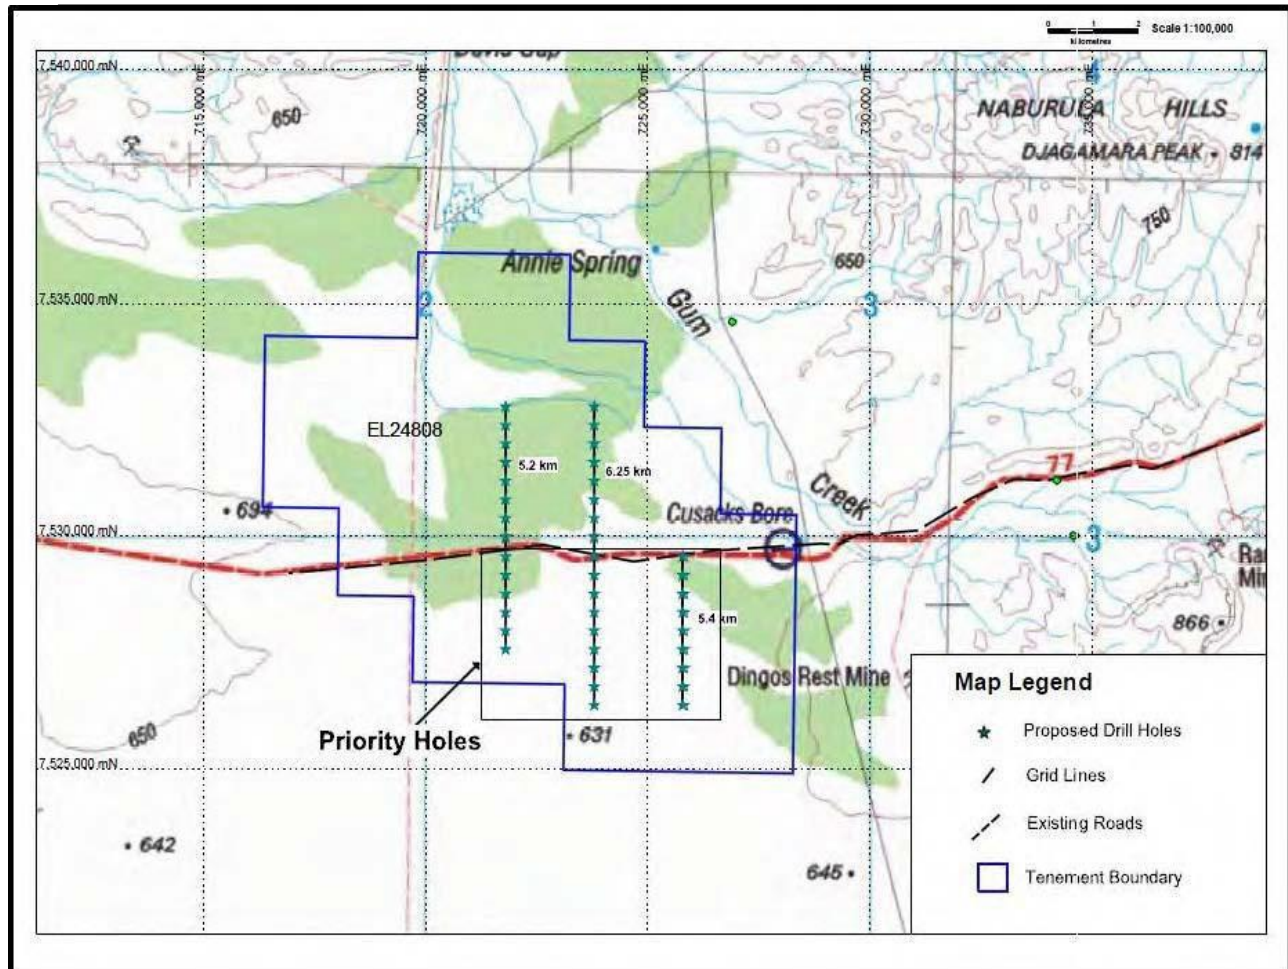 0 1 2 Scale 1:100,000
kilometres
7,540,000 mN
715,000 mE
720,000 mE
725,000 mE
730,000 mE
735,000 mE
650
NABURULA HILLS
DJAGAMARA PEAK • 814
750
Annie Spring
650
7,535,000 mN
2
Gum
3
EL24808
5.2 km
6.25 km
77
694
Creek
Cusacks Bore
7,530,000 mN
3
5.4 km
866
Dingos Rest Mine
Priority Holes
631
650
7,525,000 mN
642
645
Map Legend
Proposed Drill Holes
Grid Lines
Existing Roads
Tenement Boundary